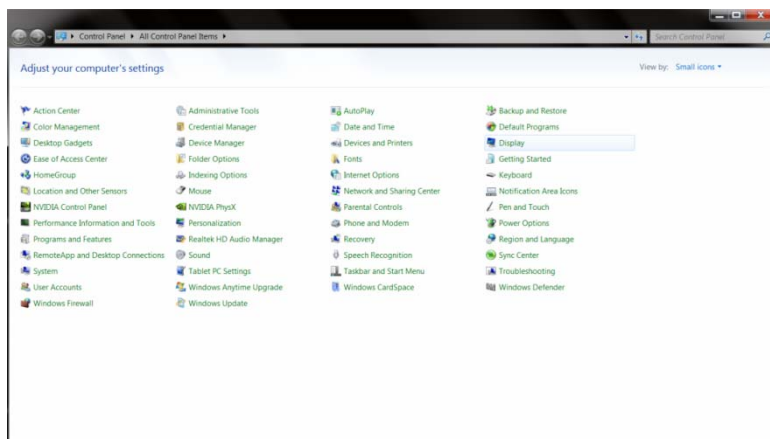 Control Panel ▸ All Control Panel Items ▸
Search Control Panel
Adjust your computer's settings
View by: Small icons
Action Center Administrative Tools AutoPlay Backup and Restore
Color Management Credential Manager Date and Time Default Programs
Desktop Gadgets Device Manager Devices and Printers Display
Ease of Access Center Folder Options Fonts Getting Started
HomeGroup Indexing Options Internet Options Keyboard
Location and Other Sensors Mouse Network and Sharing Center Notification Area Icons
NVIDIA Control Panel NVIDIA PhysX Parental Controls Pen and Touch
Performance Information and Tools Personalization Phone and Modem Power Options
Programs and Features Realtek HD Audio Manager Recovery Region and Language
RemoteApp and Desktop Connections Sound Speech Recognition Sync Center
System Tablet PC Settings Taskbar and Start Menu Troubleshooting
User Accounts Windows Anytime Upgrade Windows CardSpace Windows Defender
Windows Firewall Windows Update